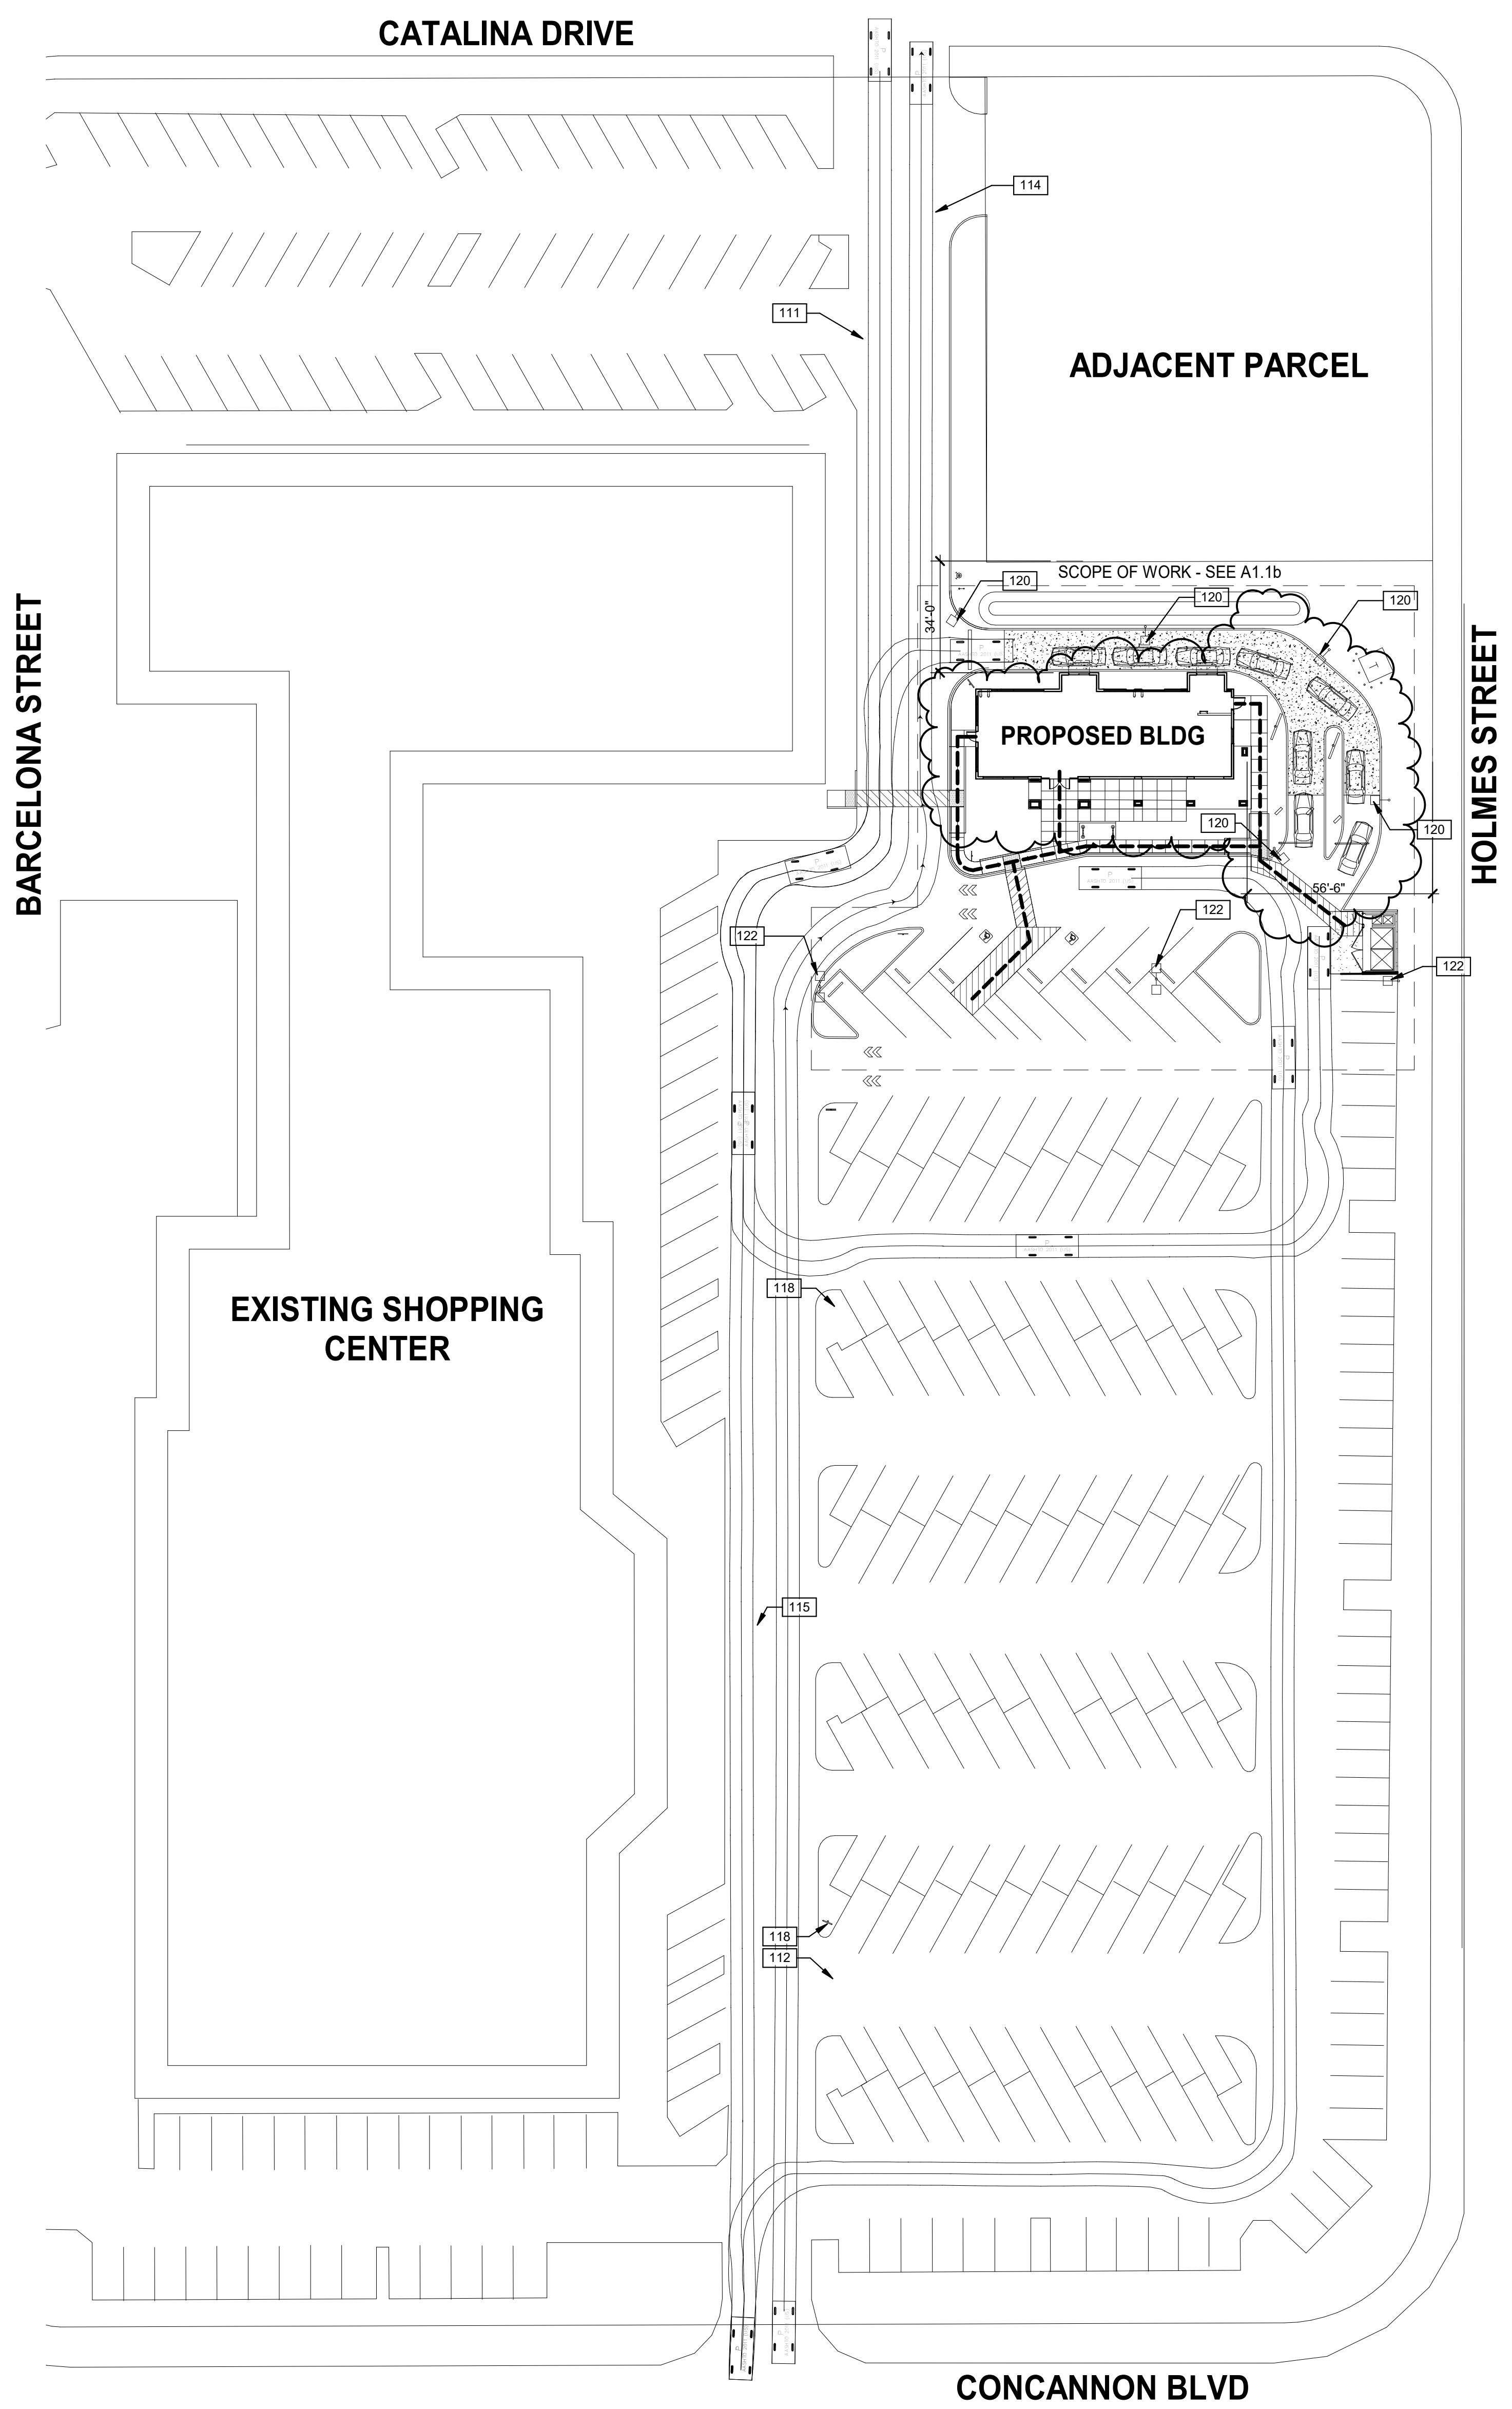 CATALINA DRIVE
114
111
ADJACENT PARCEL
SCOPE OF WORK - SEE A1.1b
120
120
120
34'-0"
BARCELONA STREET
HOLMES STREET
T
PROPOSED BLDG
120
120
56'-6"
122
122
122
118
EXISTING SHOPPING
CENTER
115
118
112
CONCANNON BLVD